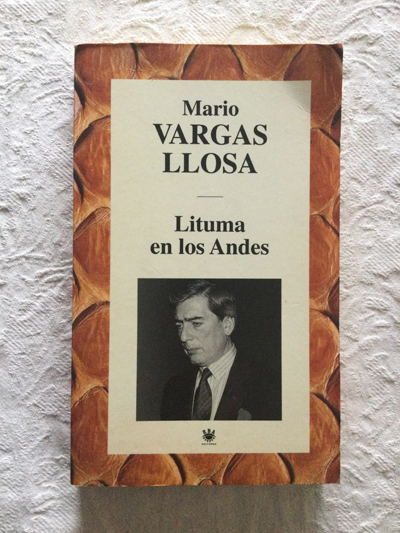 Mario
VARGAS
LLOSA
Lituma
en los Andes